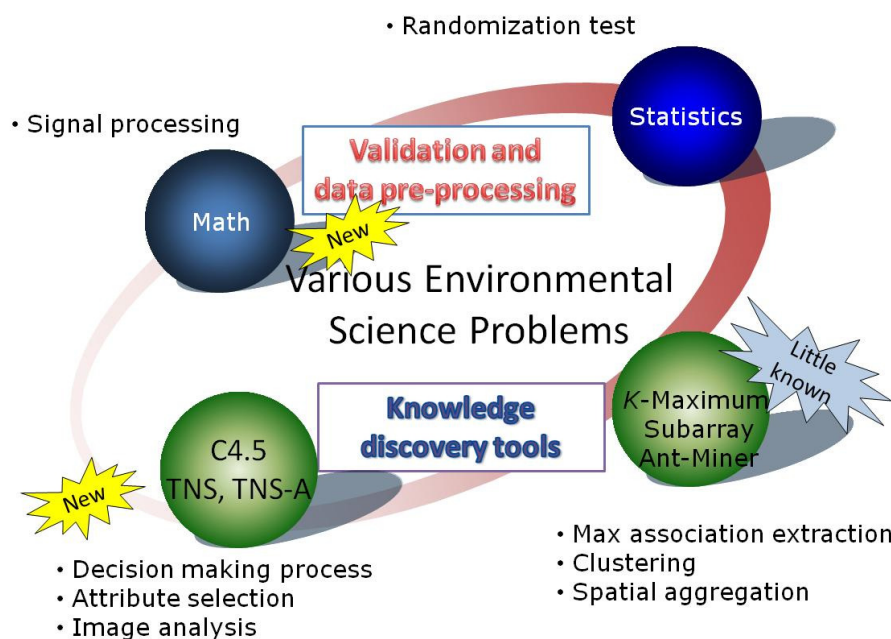 • Randomization test
Statistics
• Signal processing
Validation and
data pre-processing
Math
New
Various Environmental
Science Problems
Little
known
K-Maximum
Subarray
Ant-Miner
Knowledge
discovery tools
C4.5
TNS, TNS-A
New
• Max association extraction
• Clustering
• Spatial aggregation
• Decision making process
• Attribute selection
• Image analysis